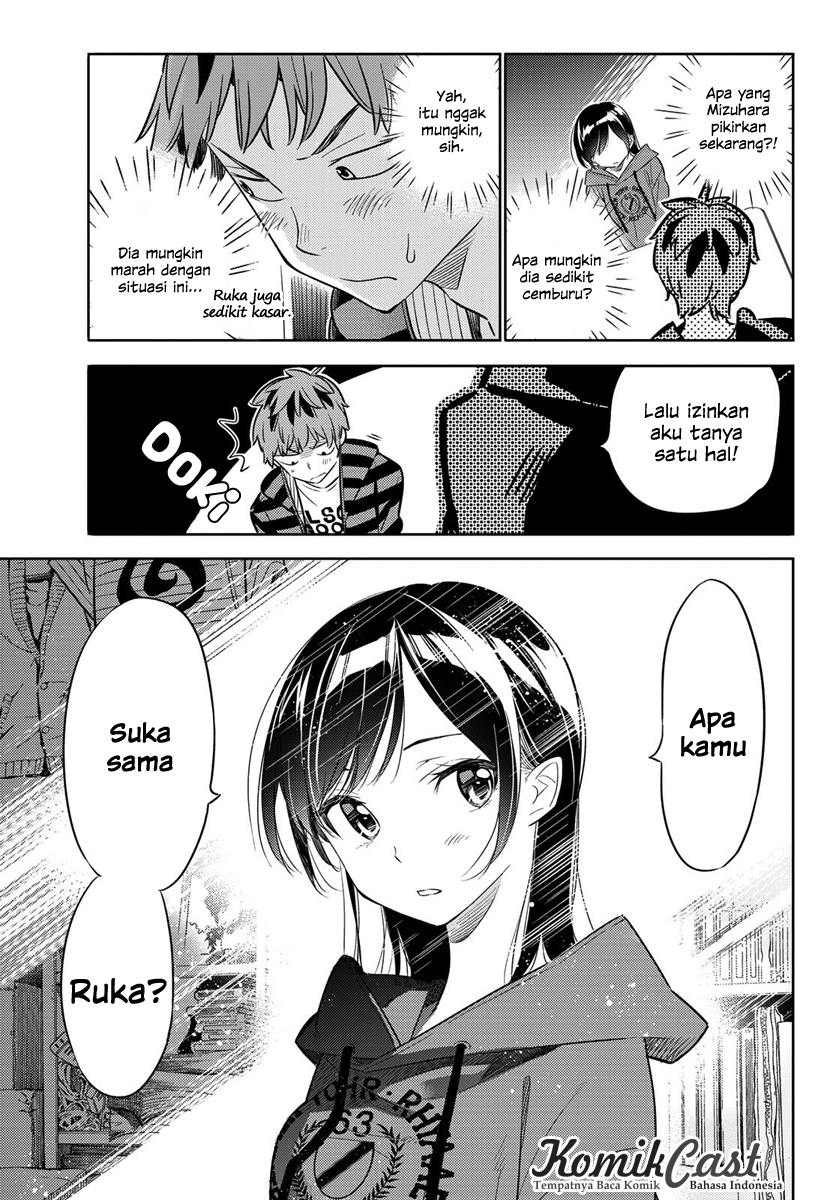 Apa yang
Mizuhara
pikirkan
sekarang?!
Apa mungkin
dia sedikit
cemburu?
Yah,
itu nggak
mungkin,
sih.
Dia mungkin
marah dengan
situasi ini...
Ruka juga
sedikit kasar.
Lalu izinkan
aku tanya
satu hal!
Doki
Apa
kamu
Suka
sama
Ruka?
63
KomikCast
Tempatnya Baca Komik Bahasa Indonesia